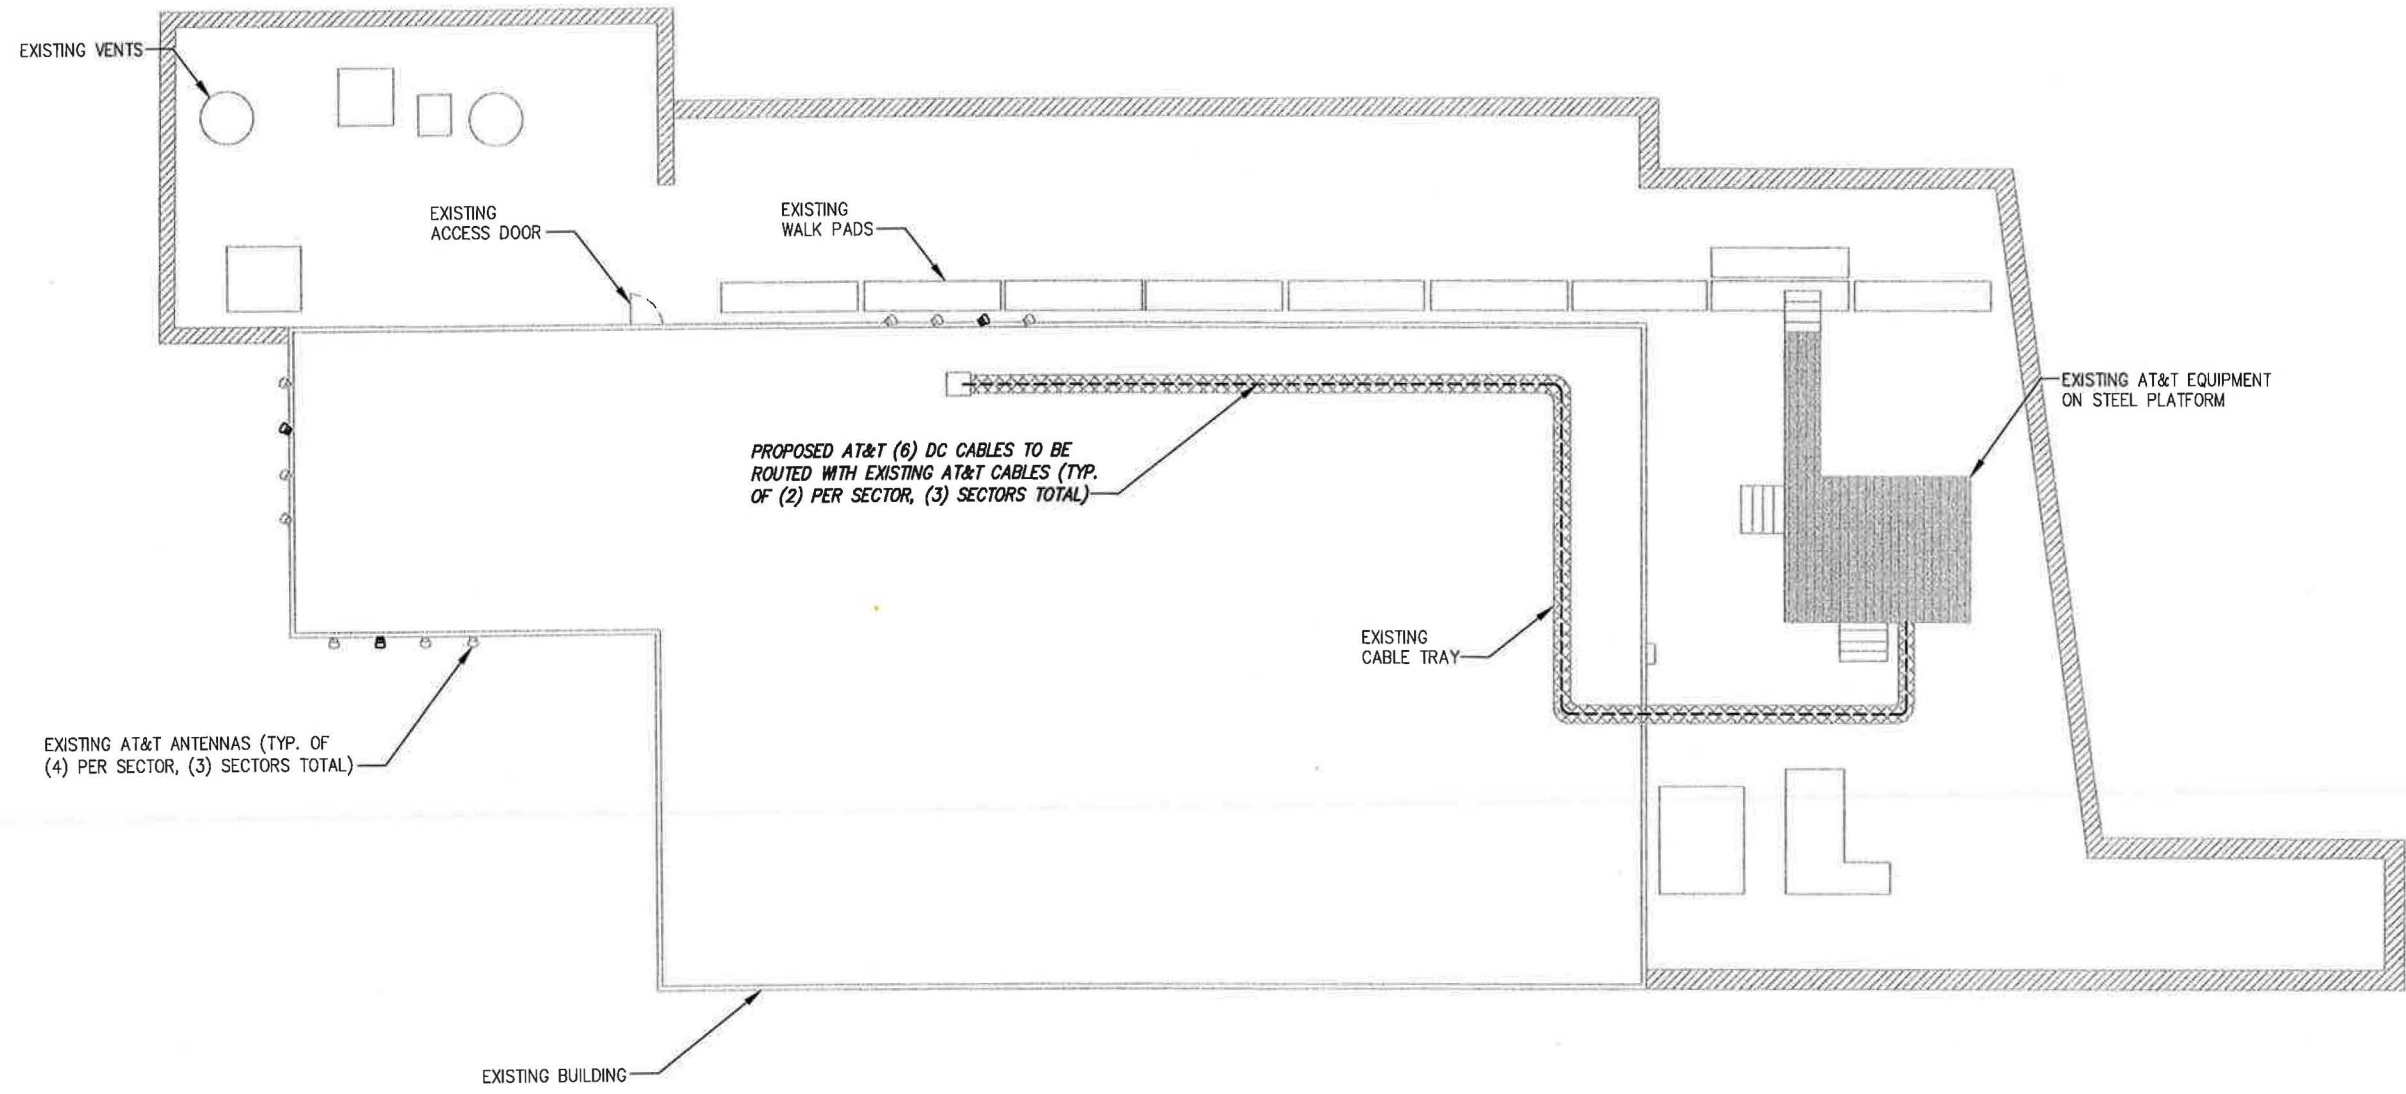 EXISTING VENTS
EXISTING
ACCESS DOOR
EXISTING
WALK PADS
EXISTING AT&T EQUIPMENT
ON STEEL PLATFORM
PROPOSED AT&T (6) DC CABLES TO BE
ROUTED WITH EXISTING AT&T CABLES (TYP.
OF (2) PER SECTOR, (3) SECTORS TOTAL)
EXISTING
CABLE TRAY
EXISTING AT&T ANTENNAS (TYP. OF
(4) PER SECTOR, (3) SECTORS TOTAL)
EXISTING BUILDING